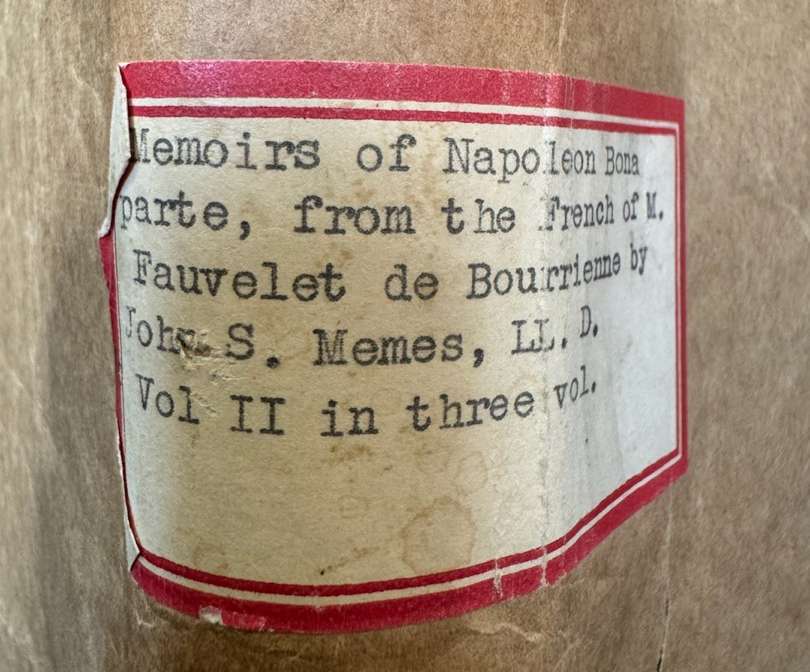 Memoirs of Napoleon Bona
parte, from the French of M.
Fauvelet de Bourrienne by
John S. Memes, LL. D.
Vol II in three vol.